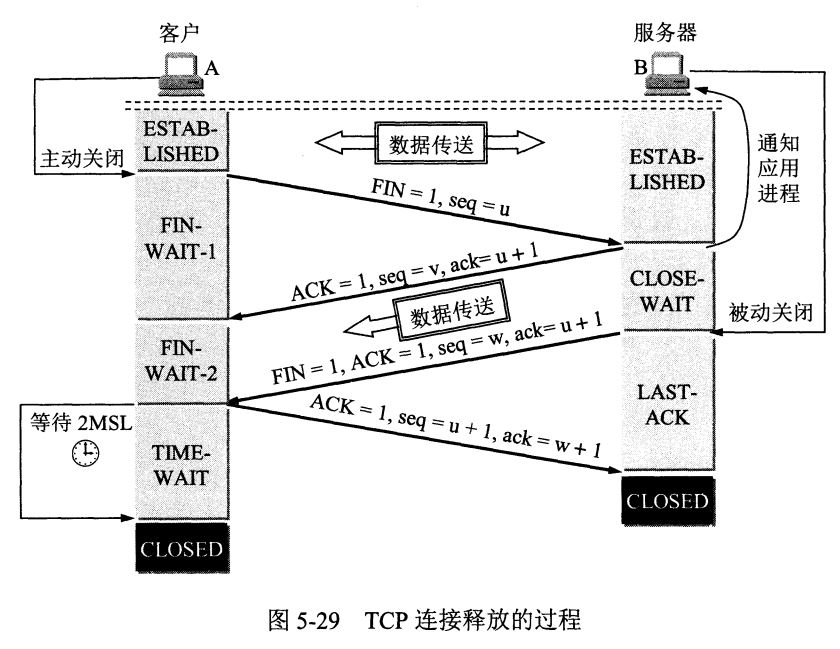 客户
服务器
A
B
ESTAB-
LISHED
数据传送
主动关闭
ESTAB-
LISHED
通知
应用
进程
FIN = 1, seq = u
FIN-
WAIT-1
ACK = 1, seq = v, ack= u + 1
CLOSE-
WAIT
数据传送
被动关闭
FIN-
WAIT-2
FIN = 1, ACK = 1, seq = w, ack= u + 1
LAST-
ACK
等待 2MSL
ACK = 1, seq = u + 1, ack = w + 1
TIME-
WAIT
CLOSED
CLOSED
图 5-29 TCP 连接释放的过程